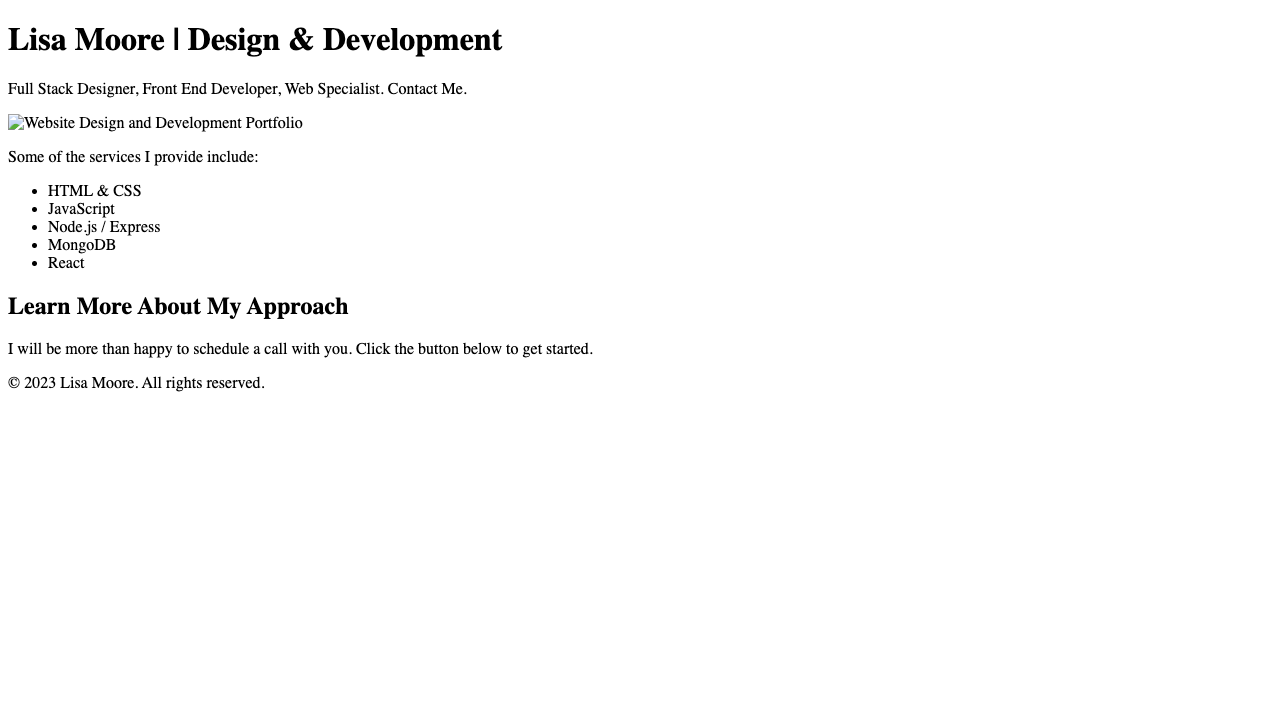 Lisa Moore | Design & Development
Full Stack Designer, Front End Developer, Web Specialist. Contact Me.
Website Design and Development Portfolio
Some of the services I provide include:
HTML & CSS
JavaScript
Node.js / Express
MongoDB
React
Learn More About My Approach
I will be more than happy to schedule a call with you. Click the button below to get started.
© 2023 Lisa Moore. All rights reserved.